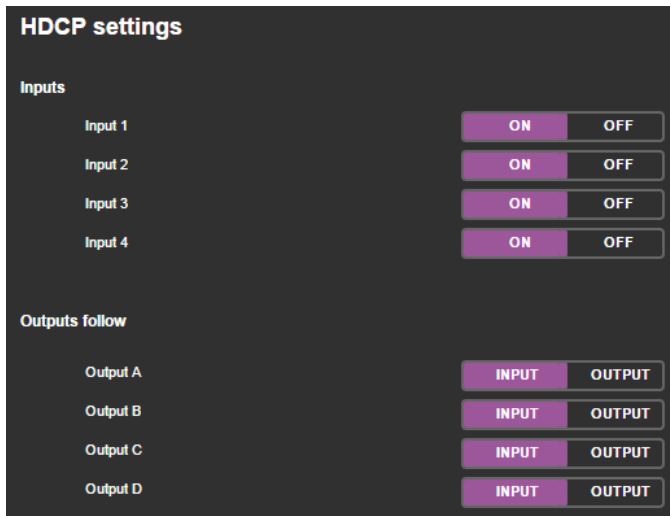 HDCP settings
Inputs
Input 1 ON OFF
Input 2 ON OFF
Input 3 ON OFF
Input 4 ON OFF
Outputs follow
Output A INPUT OUTPUT
Output B INPUT OUTPUT
Output C INPUT OUTPUT
Output D INPUT OUTPUT